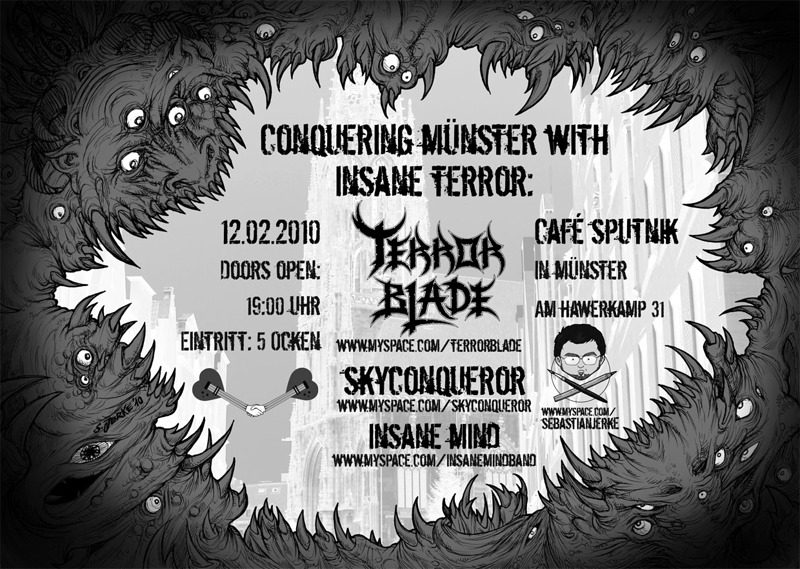 CONQUERING MÜNSTER WITH
INSANE TERROR:
12.02.2010
DOORS OPEN:
19:00 UHR
EINTRITT: 5 OCKEN
TERROR
BLADE
WWW.MYSPACE.COM/TERRORBLADE
SKYCONQUEROR
WWW.MYSPACE.COM/SKYCONQUEROR
INSANE MIND
WWW.MYSPACE.COM/INSANEMINDBAND
CAFÉ SPUTNIK
IN MÜNSTER
AM HAWERKAMP 31
WWW.MYSPACE.COM/
SEBASTIANJERKE
S.JERKE '10